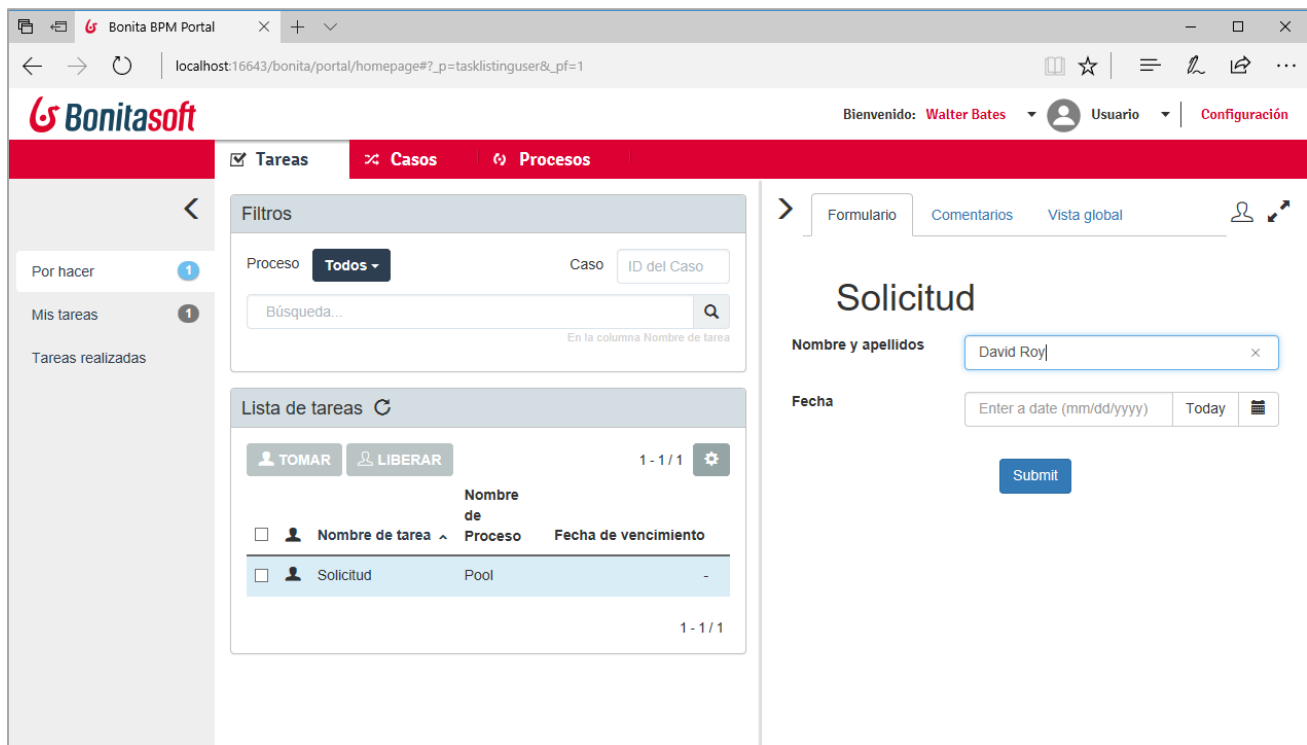 Bonita BPM Portal
localhost:16643/bonita/portal/homepage#?_p=tasklistinguser&_pf=1
Bonitasoft
Bienvenido: Walter Bates
Usuario
Configuración
Tareas
Casos
Procesos
Por hacer 1
Mis tareas 1
Tareas realizadas
Filtros
Proceso Todos
Caso ID del Caso
Búsqueda...
En la columna Nombre de tarea
Lista de tareas
TOMAR LIBERAR 1 - 1 / 1
Nombre de tarea
Nombre
de
Proceso
Fecha de vencimiento
Solicitud Pool -
1 - 1 / 1
Formulario Comentarios Vista global
Solicitud
Nombre y apellidos David Roy
Fecha Enter a date (mm/dd/yyyy) Today
Submit